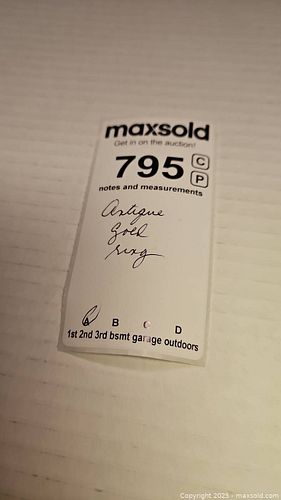 maxsold
Get in on the auction!
795 C
P
notes and measurements
Antique
gold
ring
A B C D
1st 2nd 3rd bsmt garage outdoors
Copyright 2023 - maxsold.com